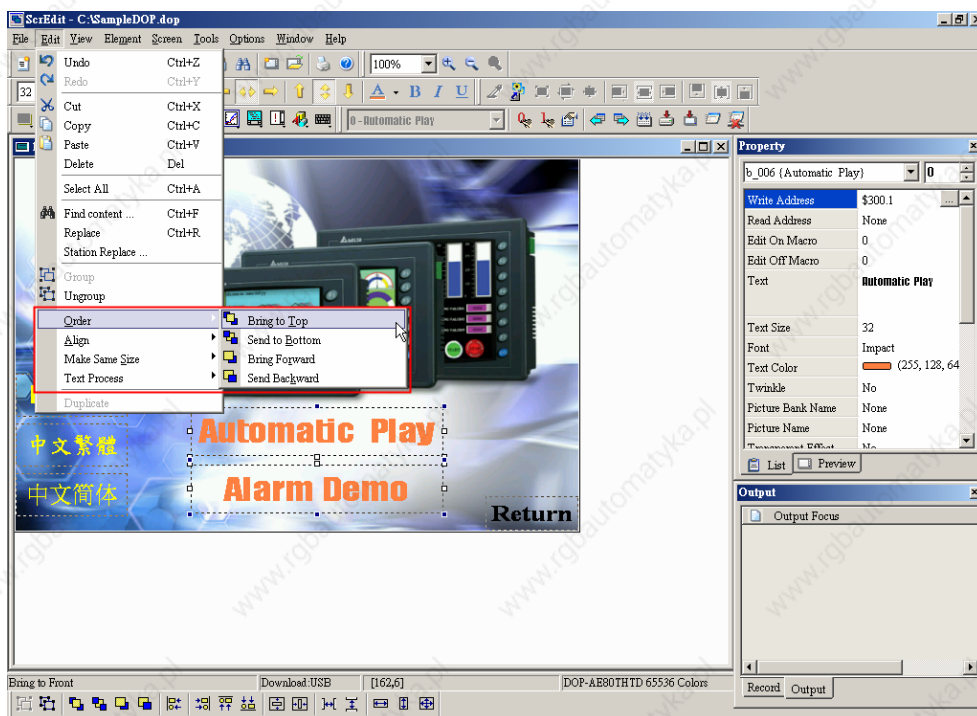 ScrEdit - C:\SampleDOP.dop
File Edit View Element Screen Tools Options Window Help
100%
32
0 - Automatic Play
Undo Ctrl+Z
Redo Ctrl+Y
Cut Ctrl+X
Copy Ctrl+C
Paste Ctrl+V
Delete Del
Select All Ctrl+A
Find content ... Ctrl+F
Replace Ctrl+R
Station Replace ...
Group
Ungroup
Order
Align
Make Same Size
Text Process
Duplicate
Bring to Top
Send to Bottom
Bring Forward
Send Backward
Automatic Play
中文繁體
Alarm Demo
中文简体
Return
Property
b_006 {Automatic Play} 0
Write Address $300.1 ...
Read Address None
Edit On Macro 0
Edit Off Macro 0
Text Automatic Play
Text Size 32
Font Impact
Text Color (255, 128, 64
Twinkle No
Picture Bank Name None
Picture Name None
Transparent Effect No
List Preview
Output
Output Focus
Record Output
Bring to Front Download:USB [162,6] DOP-AE80THTD 65536 Colors
www.rgbautomatyka.pl